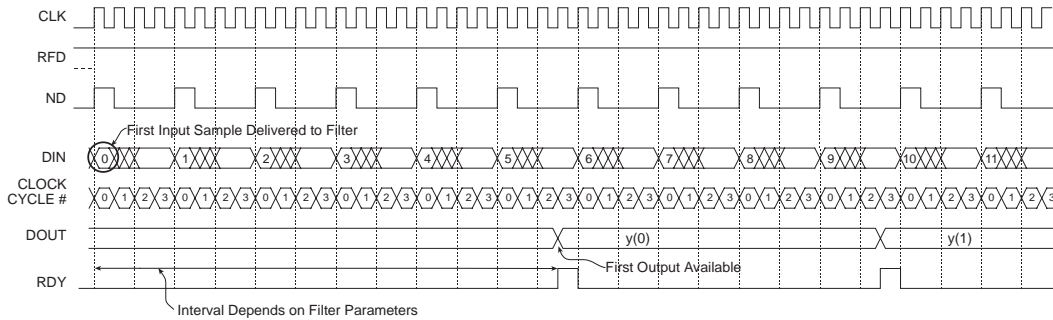 CLK
RFD
ND
First Input Sample Delivered to Filter
DIN 0 1 2 3 4 5 6 7 8 9 10 11
CLOCK
CYCLE # 0 1 2 3 0 1 2 3 0 1 2 3 0 1 2 3 0 1 2 3 0 1 2 3 0 1 2 3 0 1 2 3 0 1 2 3 0 1 2 3 0 1 2 3 0 1 2 3
DOUT y(0) y(1)
First Output Available
RDY
Interval Depends on Filter Parameters